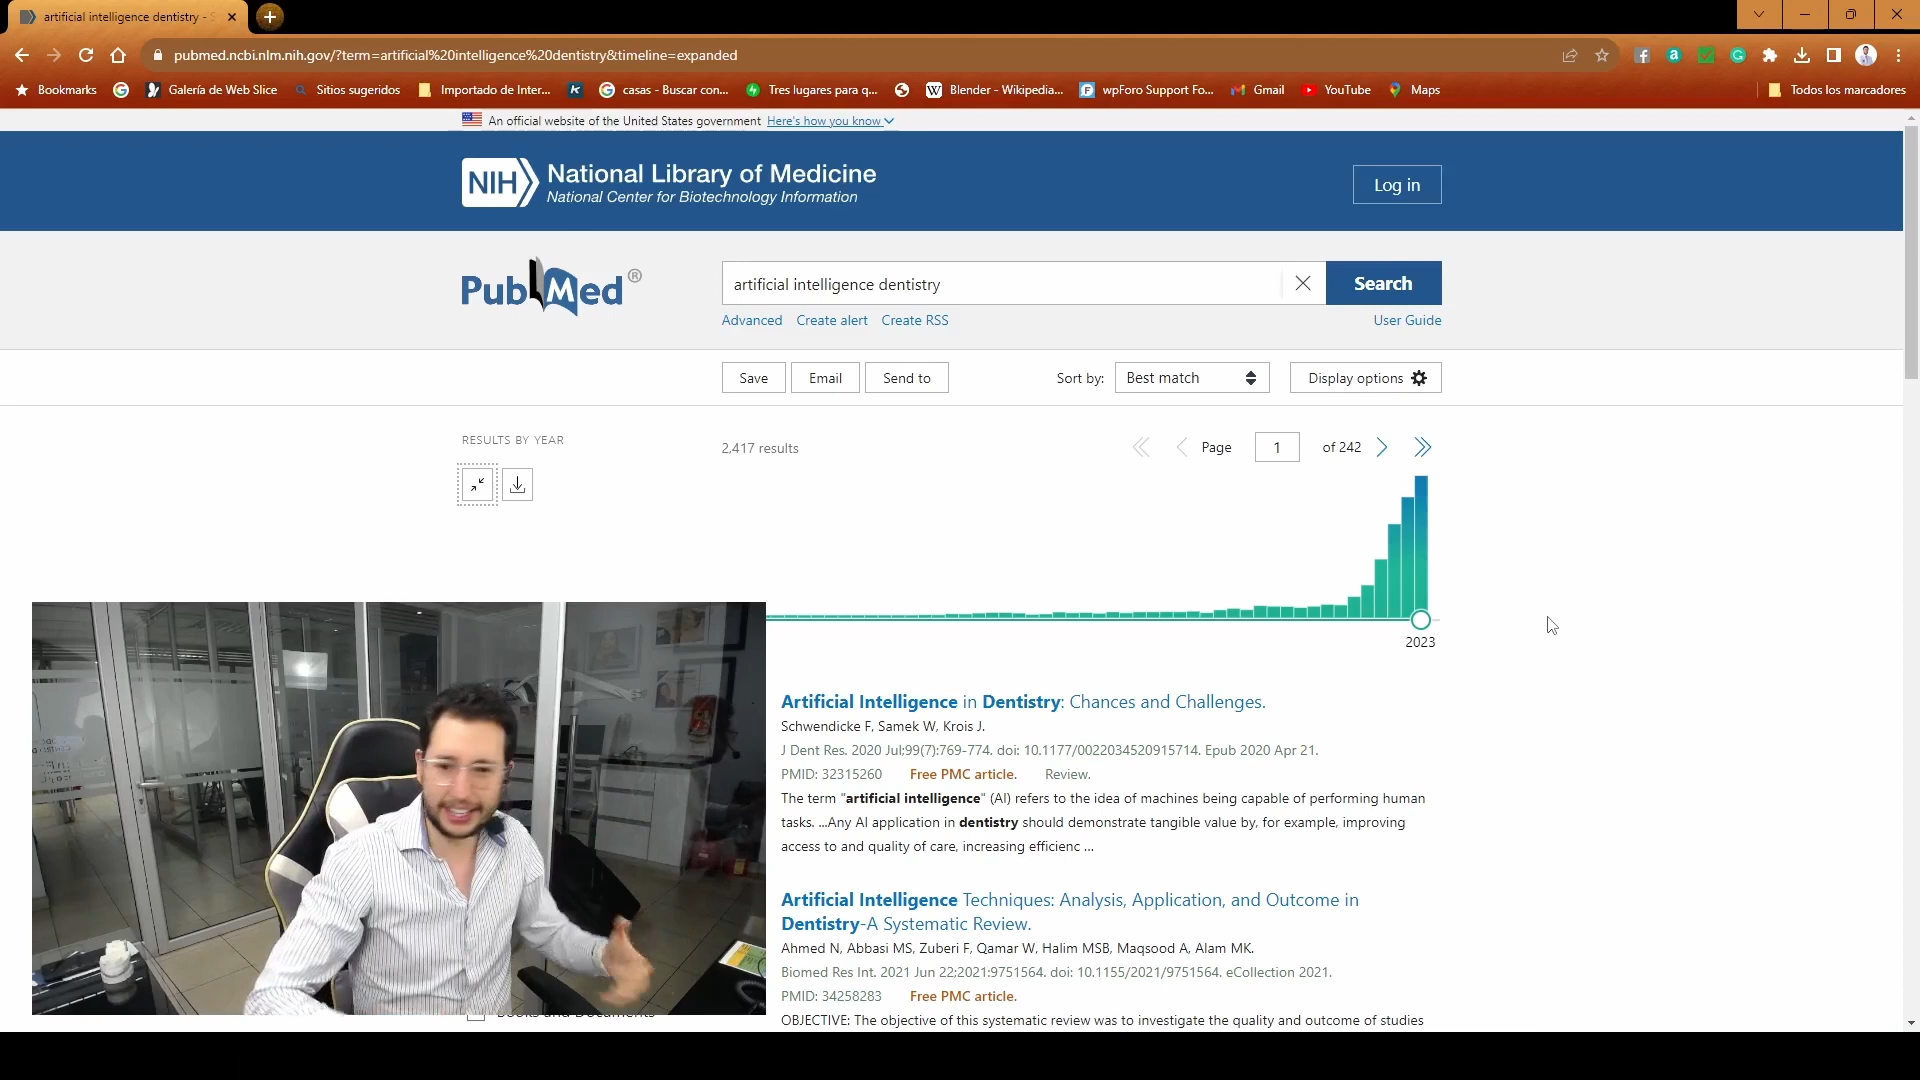 artificial intelligence dentistry - S
pubmed.ncbi.nlm.nih.gov/?term=artificial%20intelligence%20dentistry&timeline=expanded
Bookmarks Galería de Web Slice Sitios sugeridos Importado de Inter... casas - Buscar con... Tres lugares para q... Blender - Wikipedia... wpForo Support Fo... Gmail YouTube Maps Todos los marcadores
An official website of the United States government Here's how you know
NIH National Library of Medicine
National Center for Biotechnology Information
Log in
PubMed®
artificial intelligence dentistry
Search
Advanced Create alert Create RSS User Guide
Save Email Send to Sort by: Best match Display options
RESULTS BY YEAR
2,417 results
Page 1 of 242
2023
Artificial Intelligence in Dentistry: Chances and Challenges.
Schwendicke F, Samek W, Krois J.
J Dent Res. 2020 Jul;99(7):769-774. doi: 10.1177/0022034520915714. Epub 2020 Apr 21.
PMID: 32315260 Free PMC article. Review.
The term "artificial intelligence" (AI) refers to the idea of machines being capable of performing human
tasks. ...Any AI application in dentistry should demonstrate tangible value by, for example, improving
access to and quality of care, increasing efficienc ...
Artificial Intelligence Techniques: Analysis, Application, and Outcome in
Dentistry-A Systematic Review.
Ahmed N, Abbasi MS, Zuberi F, Qamar W, Halim MSB, Maqsood A, Alam MK.
Biomed Res Int. 2021 Jun 22;2021:9751564. doi: 10.1155/2021/9751564. eCollection 2021.
PMID: 34258283 Free PMC article.
Books and Documents
OBJECTIVE: The objective of this systematic review was to investigate the quality and outcome of studies